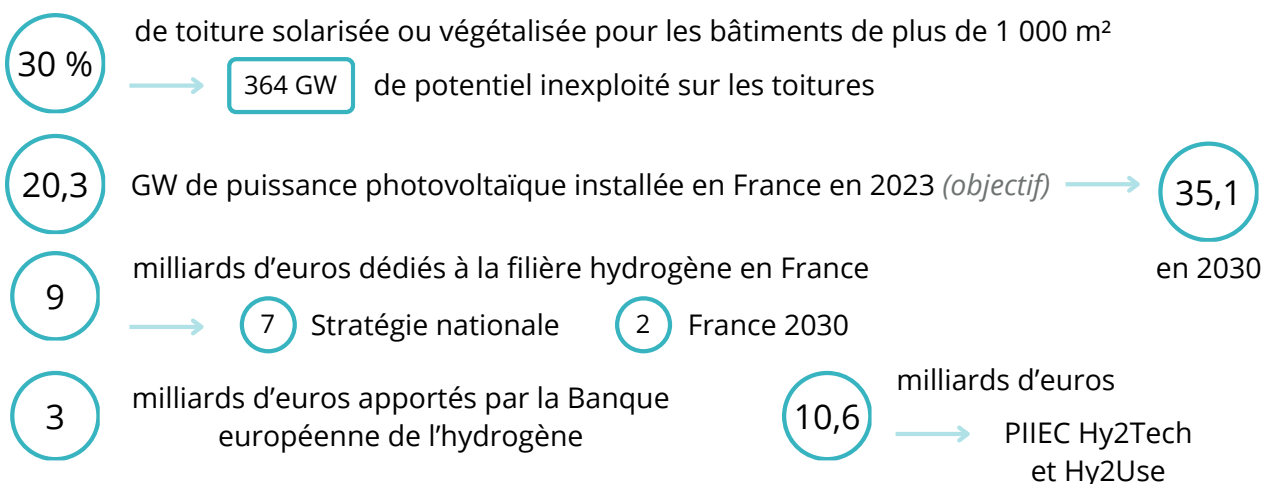 30 %
de toiture solarisée ou végétalisée pour les bâtiments de plus de 1 000 m²
364 GW
de potentiel inexploité sur les toitures
20,3
GW de puissance photovoltaïque installée en France en 2023 (objectif)
35,1
en 2030
9
milliards d’euros dédiés à la filière hydrogène en France
7
Stratégie nationale
2
France 2030
3
milliards d’euros apportés par la Banque
européenne de l’hydrogène
10,6
milliards d’euros
PIIEC Hy2Tech
et Hy2Use